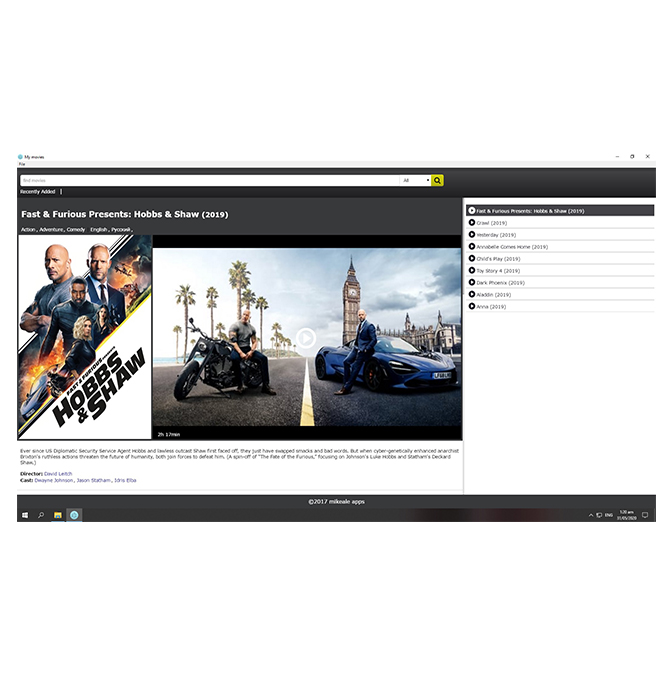 My movies
File
find movies
All
Recently Added
Fast & Furious Presents: Hobbs & Shaw (2019)
Action , Adventure , Comedy English , Русский ,
FAST & FURIOUS PRESENTS
HOBBS
& SHAW
2h 17min
Ever since US Diplomatic Security Service Agent Hobbs and lawless outcast Shaw first faced off, they just have swapped smacks and bad words. But when cyber-genetically enhanced anarchist
Brixton's ruthless actions threaten the future of humanity, both join forces to defeat him. (A spin-off of "The Fate of the Furious," focusing on Johnson's Luke Hobbs and Statham's Deckard
Shaw.)
Director: David Leitch
Cast: Dwayne Johnson , Jason Statham , Idris Elba
Fast & Furious Presents: Hobbs & Shaw (2019)
Crawl (2019)
Yesterday (2019)
Annabelle Comes Home (2019)
Child's Play (2019)
Toy Story 4 (2019)
Dark Phoenix (2019)
Aladdin (2019)
Anna (2019)
©2017 mikeale apps
ENG